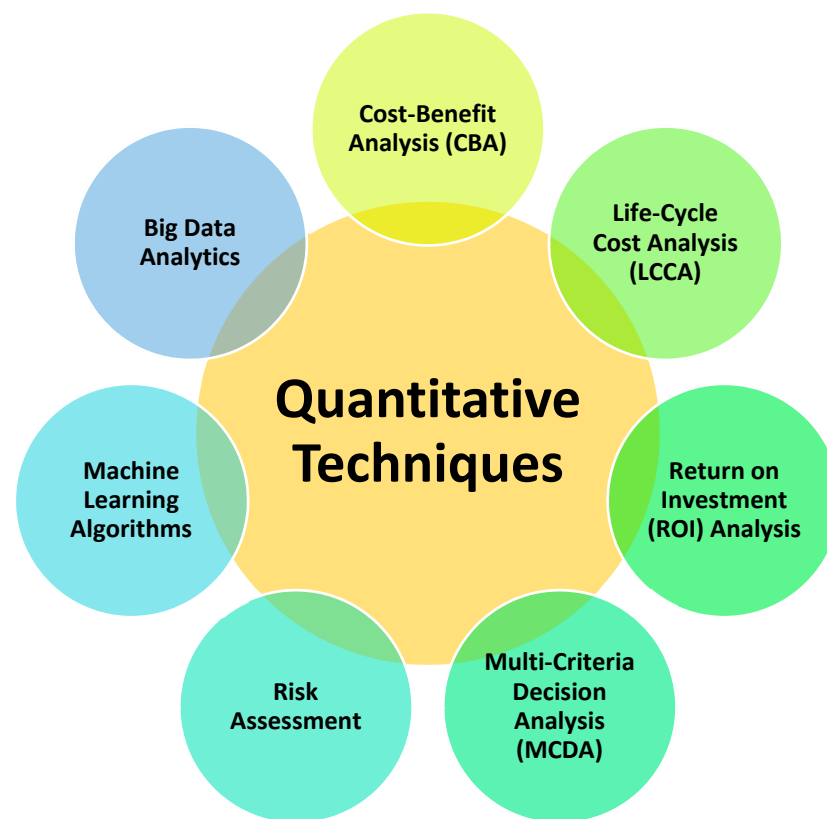 Cost-Benefit
Analysis (CBA)
Life-Cycle
Cost Analysis
(LCCA)
Return on
Investment
(ROI) Analysis
Multi-Criteria
Decision
Analysis
(MCDA)
Risk
Assessment
Machine
Learning
Algorithms
Big Data
Analytics
Quantitative
Techniques